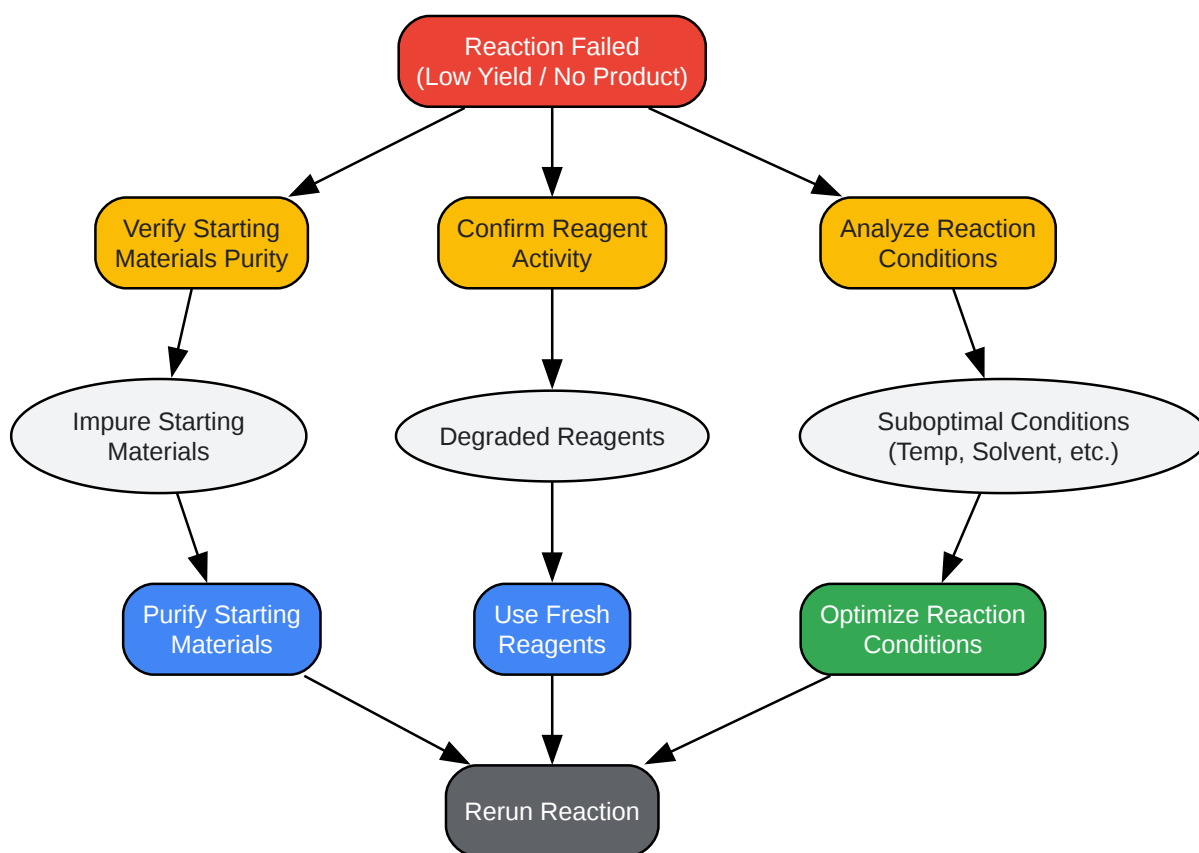 Reaction Failed
(Low Yield / No Product)
Verify Starting
Materials Purity
Confirm Reagent
Activity
Analyze Reaction
Conditions
Impure Starting
Materials
Degraded Reagents
Suboptimal Conditions
(Temp, Solvent, etc.)
Purify Starting
Materials
Use Fresh
Reagents
Optimize Reaction
Conditions
Rerun Reaction